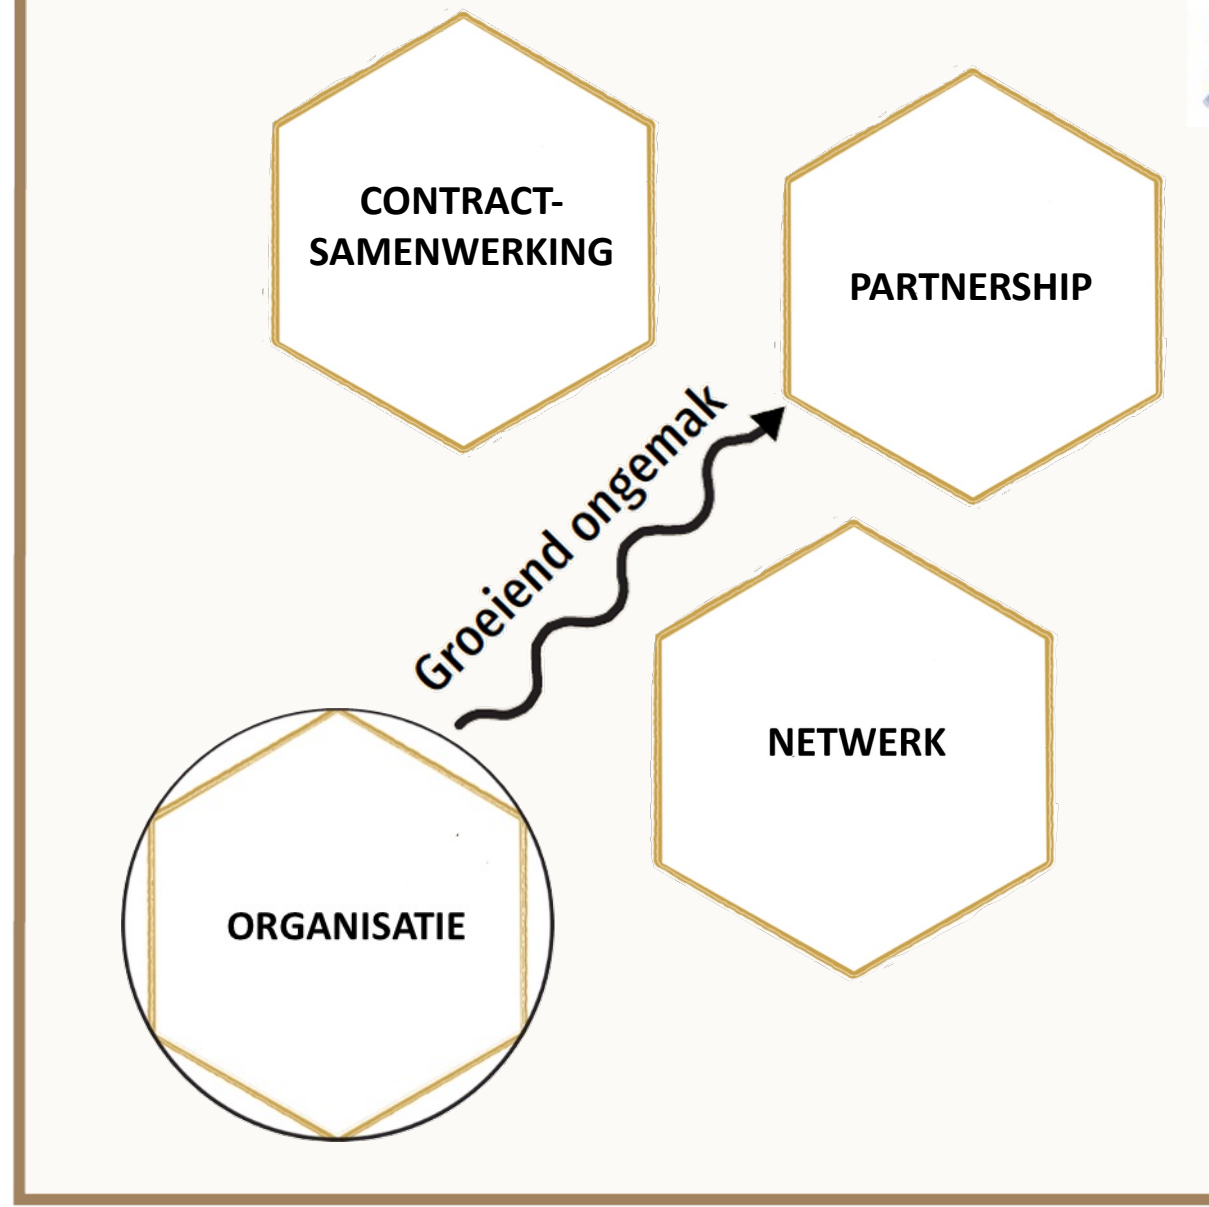 CONTRACT-
SAMENWERKING
PARTNERSHIP
Groeiend ongemak
NETWERK
ORGANISATIE